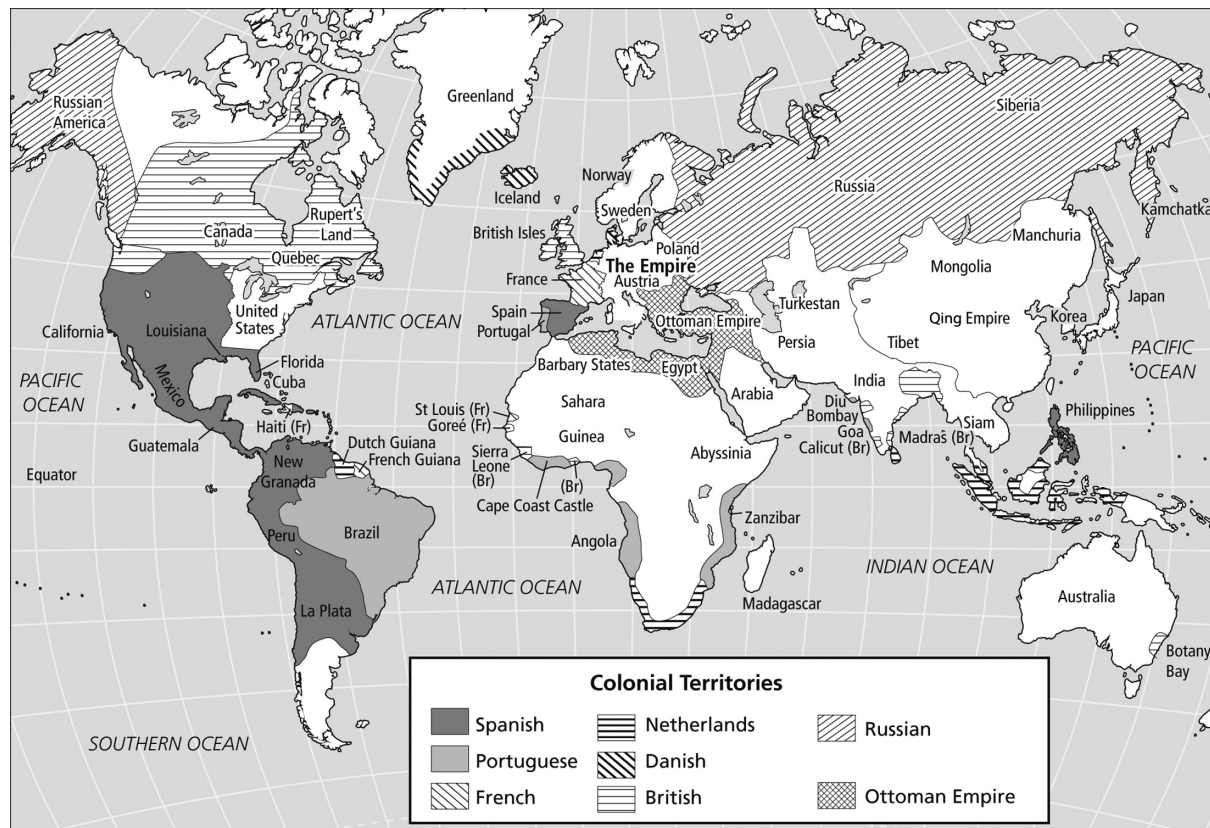 Greenland
Russian
America
Siberia
Norway
Iceland
Russia
Rupert's
Land
Sweden
Kamchatka
Canada
British Isles
Manchuria
Poland
Quebec
The Empire
Mongolia
France
Austria
Turkestan
Japan
United
States
Spain
Qing Empire
California
Louisiana
ATLANTIC OCEAN
Portugal
Ottoman Empire
Korea
Persia
Tibet
PACIFIC
OCEAN
Florida
Barbary States
Egypt
PACIFIC
OCEAN
Mexico
Cuba
Arabia
India
Sahara
Diu
Bombay
Goa
Calicut (Br)
Philippines
St Louis (Fr)
Goreé (Fr)
Haiti (Fr)
Guatemala
Guinea
Siam
Madras (Br)
Dutch Guiana
French Guiana
Sierra
Leone
(Br)
Abyssinia
New
Granada
Equator
(Br)
Cape Coast Castle
Zanzibar
Peru
Brazil
Angola
INDIAN OCEAN
ATLANTIC OCEAN
Madagascar
Australia
La Plata
Botany
Bay
SOUTHERN OCEAN
Colonial Territories
Spanish
Netherlands
Russian
Portuguese
Danish
French
British
Ottoman Empire